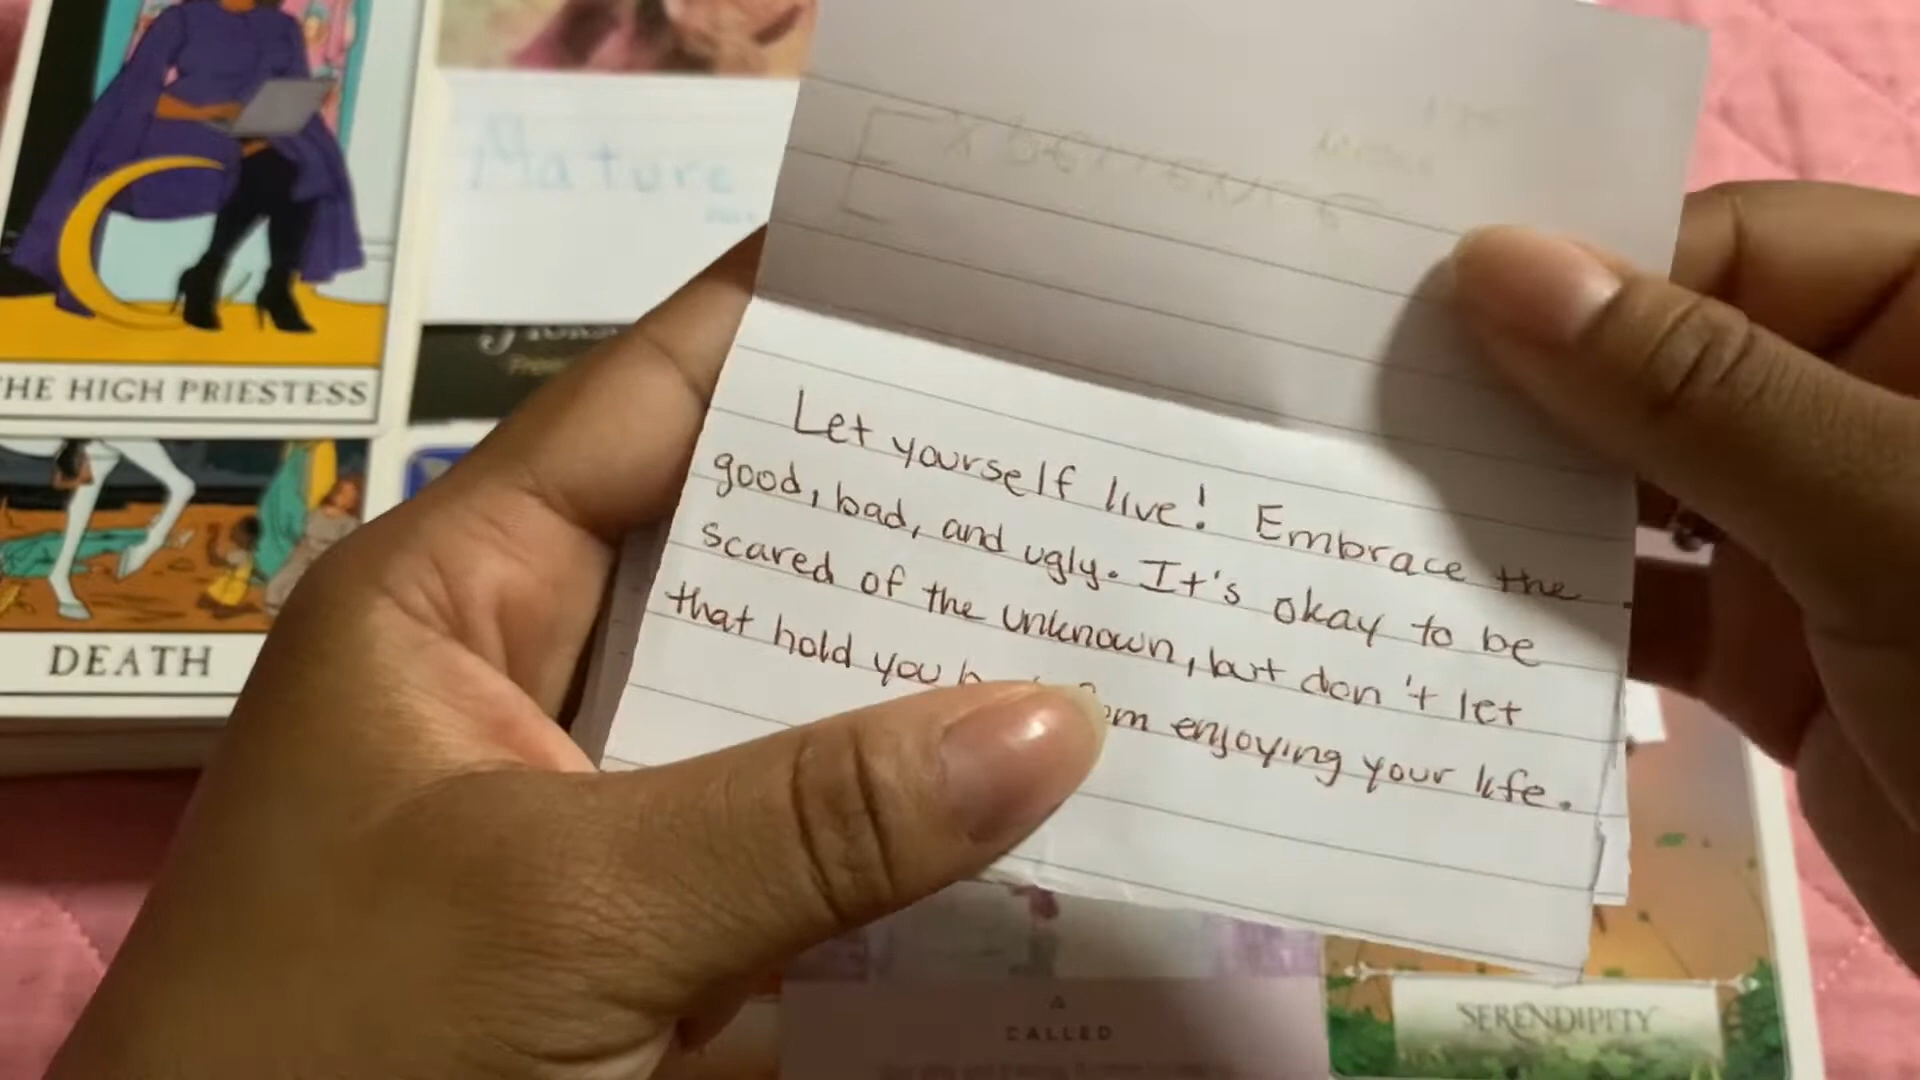 THE HIGH PRIESTESS
DEATH
Mature
Let yourself live! Embrace the
good, bad, and ugly. It's okay to be
scared of the unknown, but don't let
that hold you enjoying your life.
CALLED
SERENDIPITY